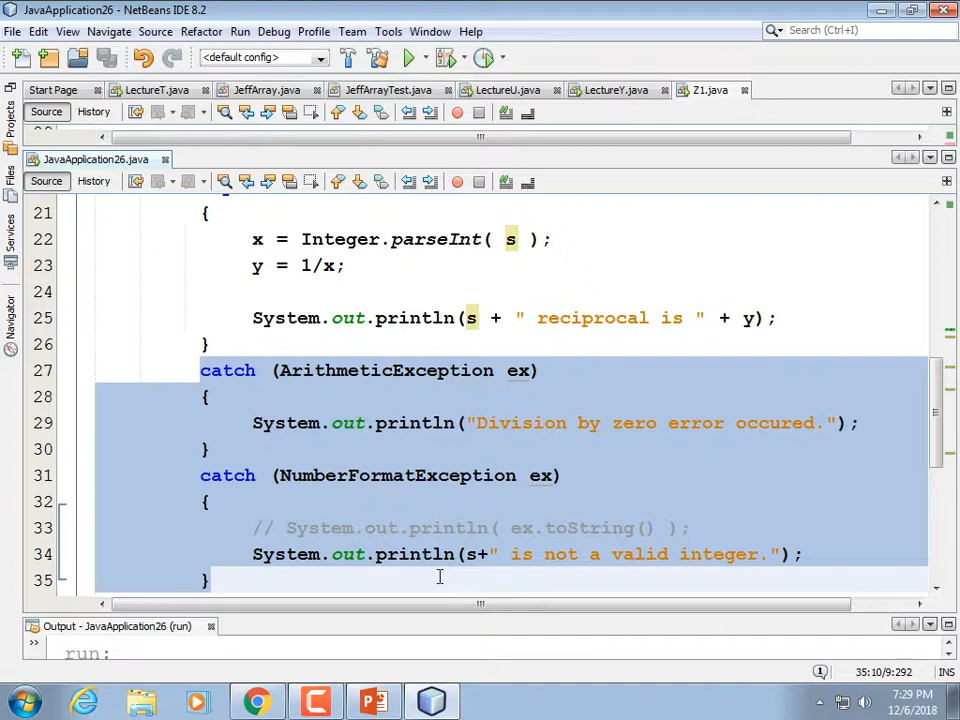 JavaApplication26 - NetBeans IDE 8.2
File Edit View Navigate Source Refactor Run Debug Profile Team Tools Window Help
Search (Ctrl+I)
<default config>
Start Page LectureT.java JeffArray.java JeffArrayTest.java LectureU.java LectureY.java Z1.java
Source History
JavaApplication26.java
Source History
Projects
Files
Services
Navigator
21 {
22 x = Integer.parseInt( s );
23 y = 1/x;
24
25 System.out.println(s + " reciprocal is " + y);
26 }
27 catch (ArithmeticException ex)
28 {
29 System.out.println("Division by zero error occured.");
30 }
31 catch (NumberFormatException ex)
32 {
33 // System.out.println( ex.toString() );
34 System.out.println(s+" is not a valid integer.");
35 }
Output - JavaApplication26 (run)
run:
35:10/9:292 INS
7:29 PM
12/6/2018